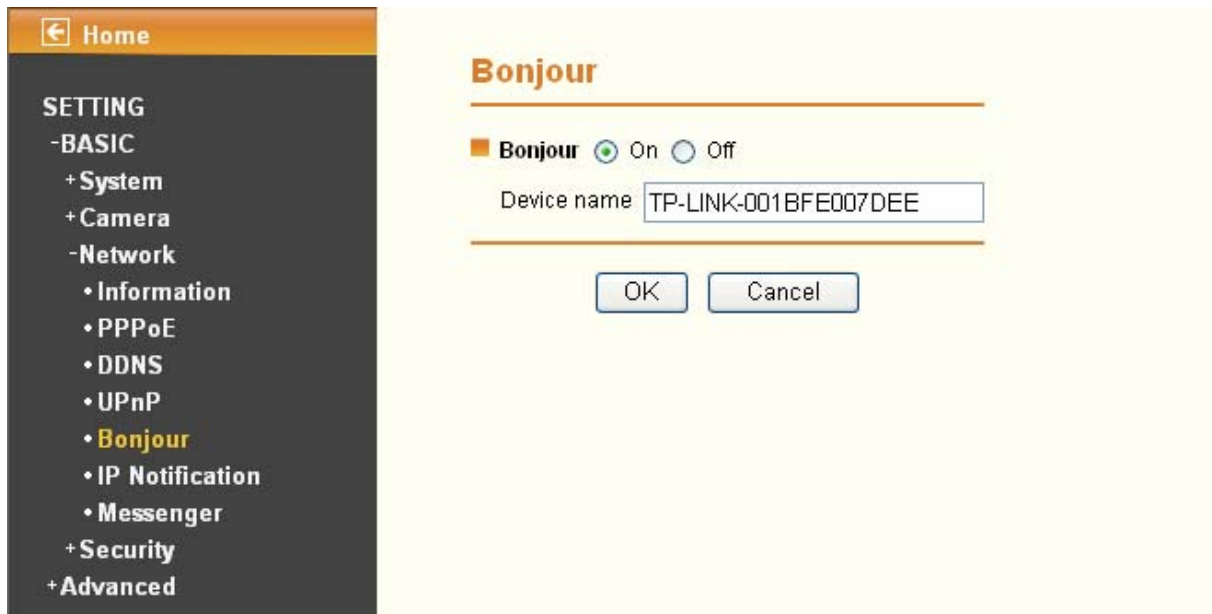 Home
SETTING
-BASIC
+System
+Camera
-Network
•Information
•PPPoE
•DDNS
•UPnP
•Bonjour
•IP Notification
•Messenger
+Security
+Advanced
Bonjour
Bonjour On Off
Device name TP-LINK-001BFE007DEE
OK Cancel